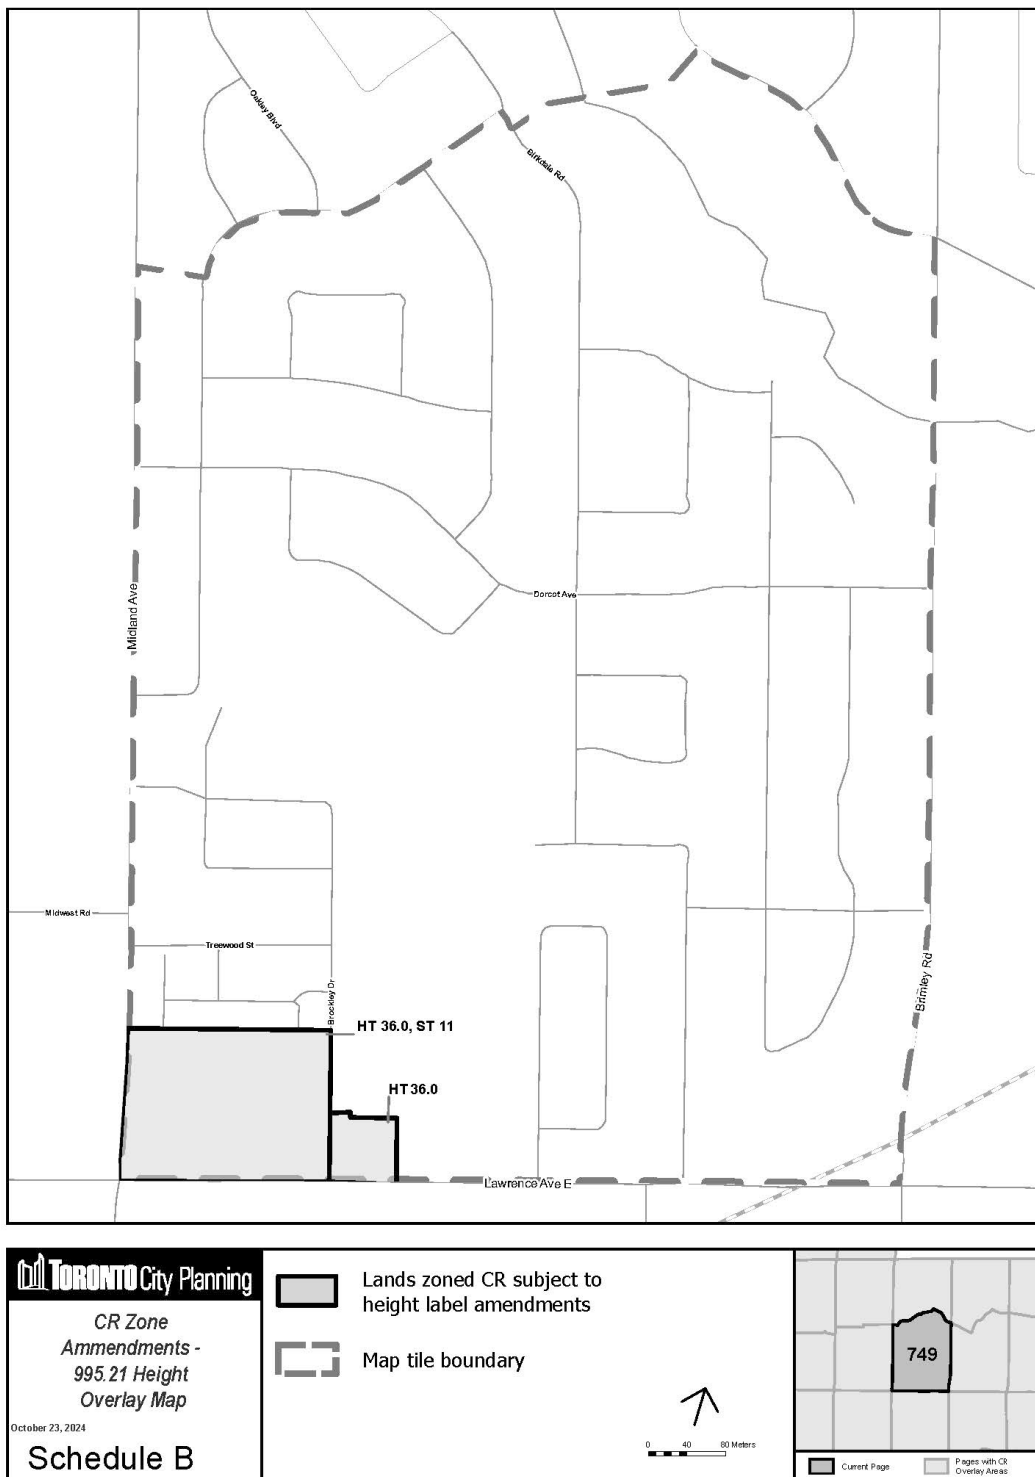 Oakley Blvd
Birkdale Rd
Midland Ave
Dorcot Ave
Midwest Rd
Treewood St
Brockley Dr
Brimley Rd
HT 36.0, ST 11
HT 36.0
Lawrence Ave E
TORONTO City Planning
CR Zone
Ammendments -
995.21 Height
Overlay Map
October 23, 2024
Schedule B
Lands zoned CR subject to
height label amendments
Map tile boundary
0 40 80 Meters
749
Current Page
Pages with CR
Overlay Areas